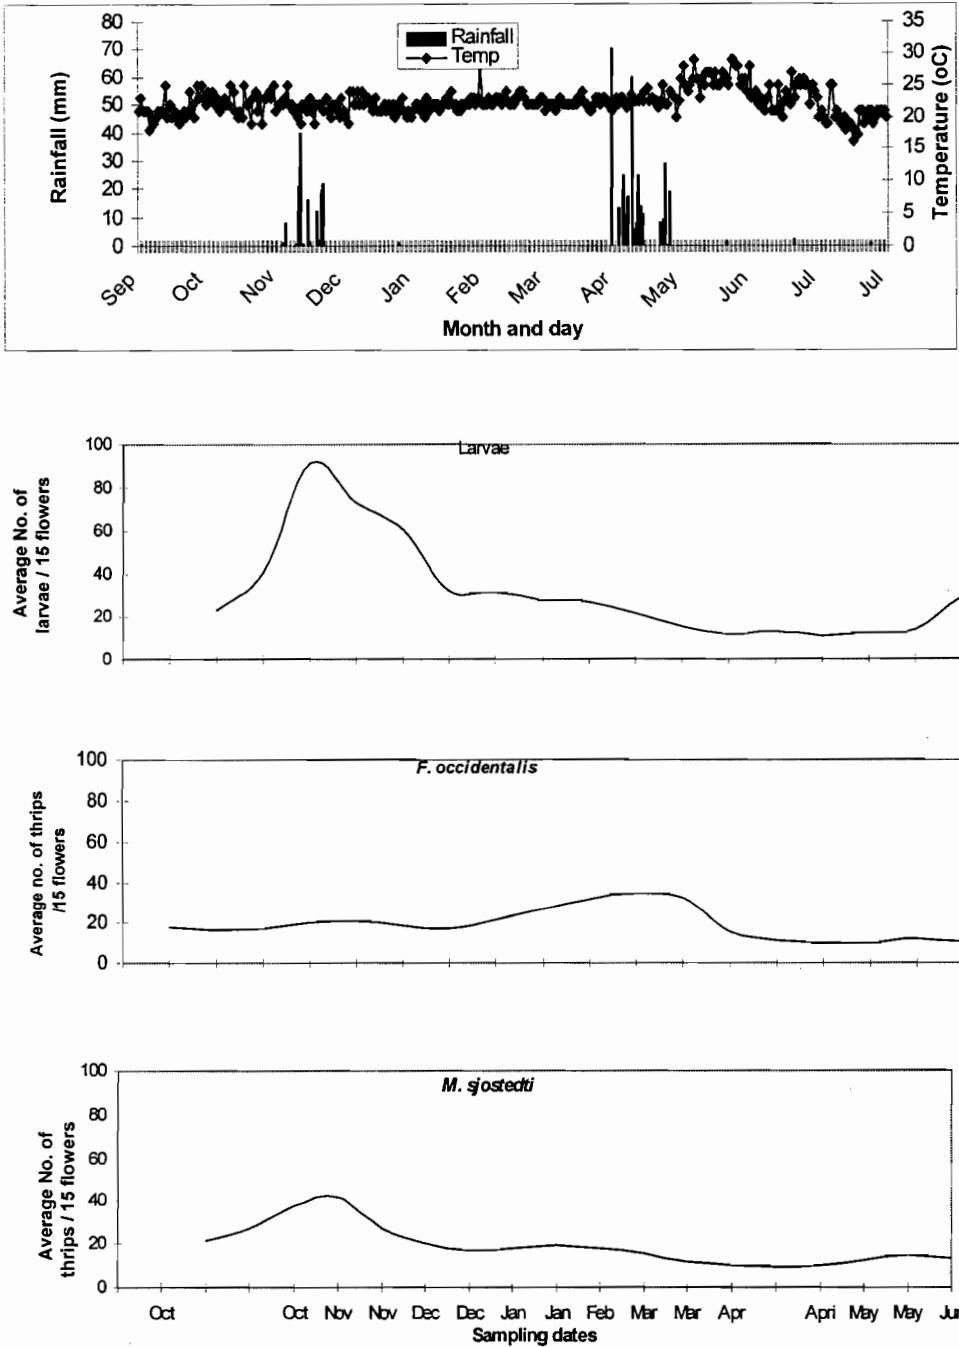 80
70
60
50
40
30
20
10
0
Rainfall (mm)
Rainfall
Temp
35
30
25
20
15
10
5
0
Temperature (oC)
Sep Oct Nov Dec Jan Feb Mar Apr May Jun Jul Jul
Month and day
Larvae
100
80
60
40
20
0
Average No. of
larvae / 15 flowers
F. occidentalis
100
80
60
40
20
0
Average no. of thrips
/15 flowers
M. sjostedti
100
80
60
40
20
0
Average No. of
thrips / 15 flowers
Oct Oct Nov Nov Dec Dec Jan Jan Feb Mar Mar Apr Apri May May Jun
Sampling dates